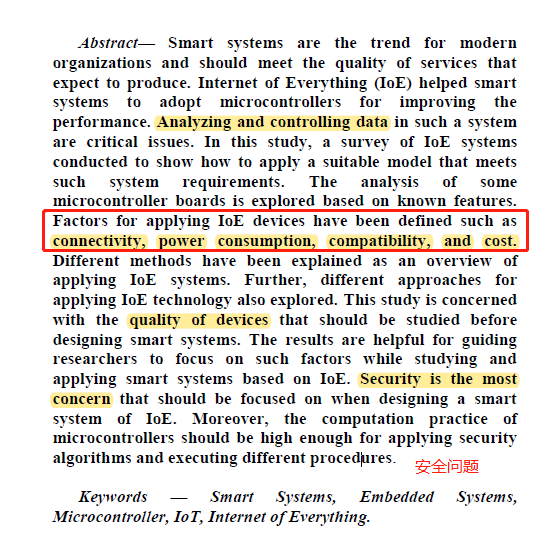 Abstract— Smart systems are the trend for modern
organizations and should meet the quality of services that
expect to produce. Internet of Everything (IoE) helped smart
systems to adopt microcontrollers for improving the
performance. Analyzing and controlling data in such a system
are critical issues. In this study, a survey of IoE systems
conducted to show how to apply a suitable model that meets
such system requirements. The analysis of some
microcontroller boards is explored based on known features.
Factors for applying IoE devices have been defined such as
connectivity, power consumption, compatibility, and cost.
Different methods have been explained as an overview of
applying IoE systems. Further, different approaches for
applying IoE technology also explored. This study is concerned
with the quality of devices that should be studied before
designing smart systems. The results are helpful for guiding
researchers to focus on such factors while studying and
applying smart systems based on IoE. Security is the most
concern that should be focused on when designing a smart
system of IoE. Moreover, the computation practice of
microcontrollers should be high enough for applying security
algorithms and executing different procedures.
安全问题
Keywords — Smart Systems, Embedded Systems,
Microcontroller, IoT, Internet of Everything.